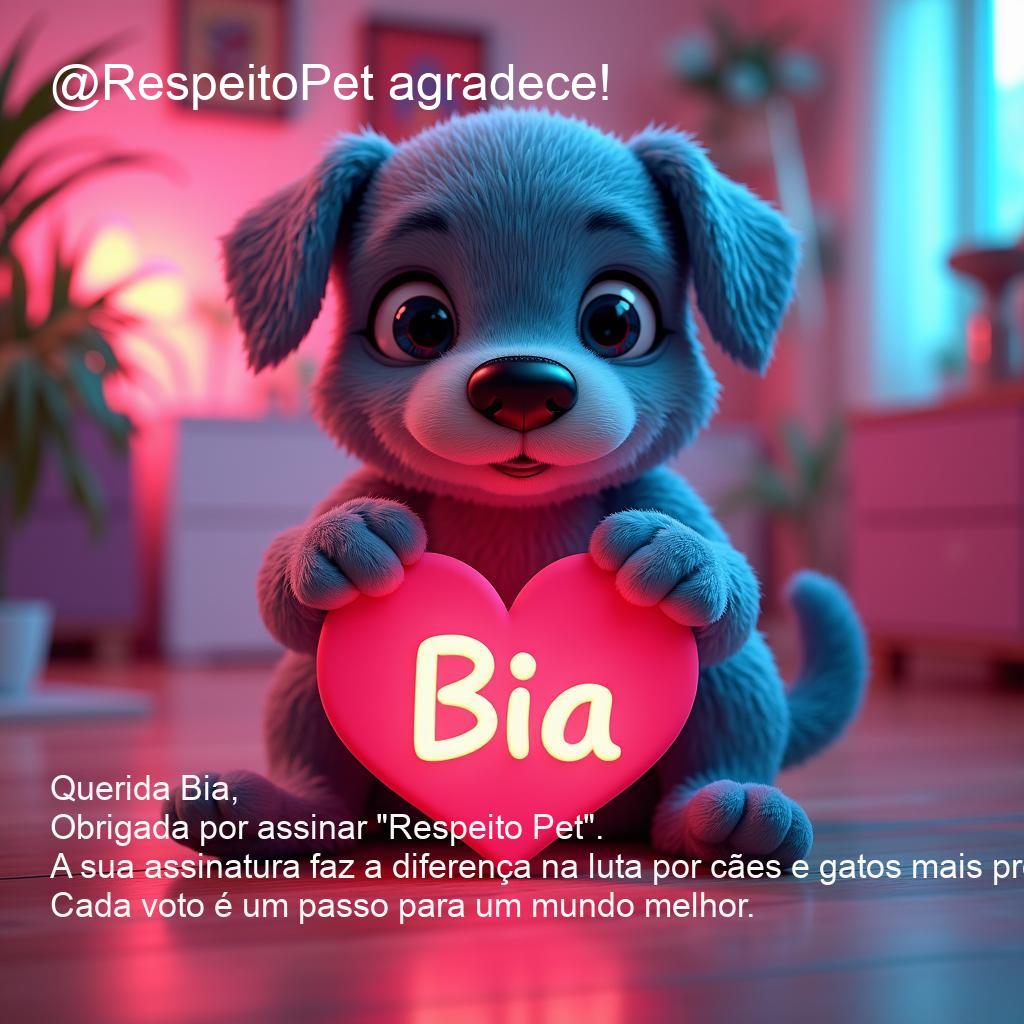 @RespeitoPet agradece!
Bia
Querida Bia,
Obrigada por assinar "Respeito Pet".
A sua assinatura faz a diferença na luta por cães e gatos mais
Cada voto é um passo para um mundo melhor.